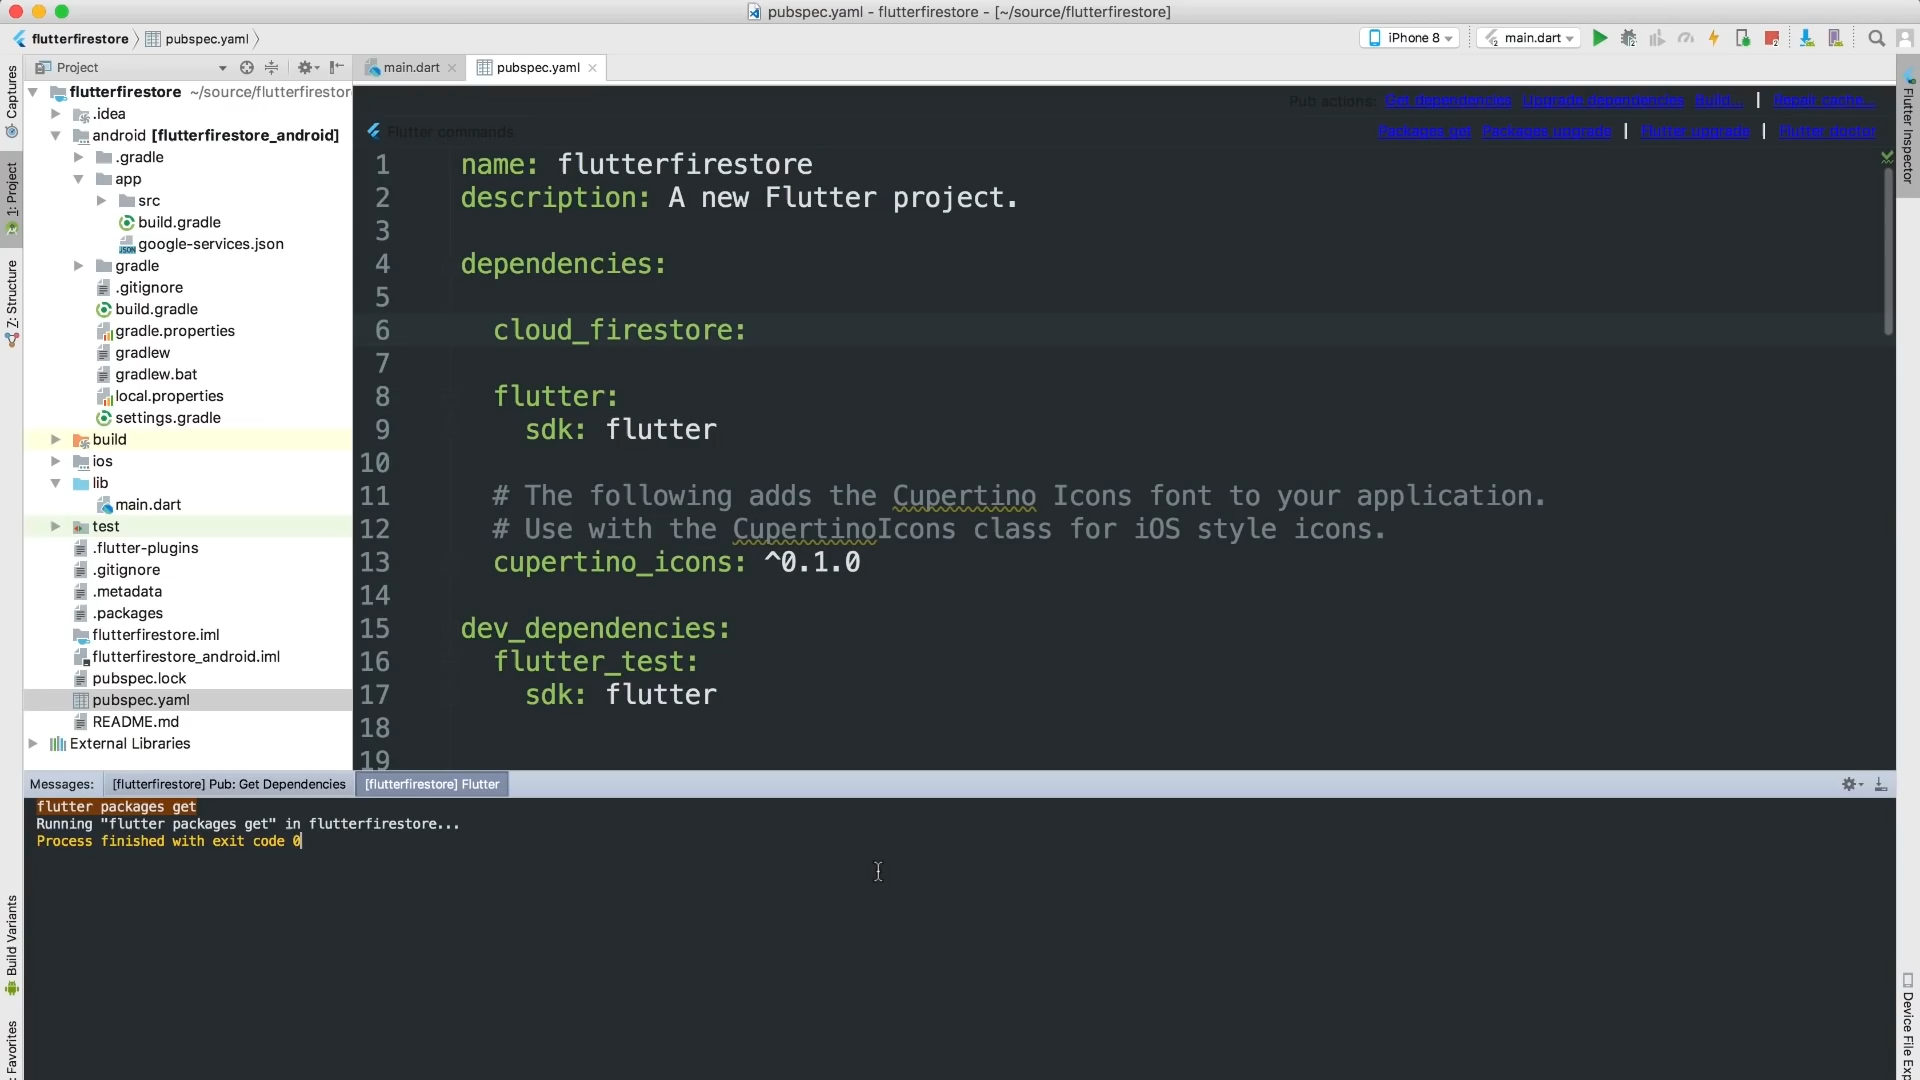 pubspec.yaml - flutterfirestore - [~/source/flutterfirestore]
flutterfirestore
pubspec.yaml
iPhone 8
main.dart
Project
main.dart
pubspec.yaml
Captures
1: Project
Z: Structure
Build Variants
Favorites
flutterfirestore ~/source/flutterfirestor
.idea
android [flutterfirestore_android]
.gradle
app
src
build.gradle
google-services.json
gradle
.gitignore
build.gradle
gradle.properties
gradlew
gradlew.bat
local.properties
settings.gradle
build
ios
lib
main.dart
test
.flutter-plugins
.gitignore
.metadata
.packages
flutterfirestore.iml
flutterfirestore_android.iml
pubspec.lock
pubspec.yaml
README.md
External Libraries
Pub actions: Get dependencies Upgrade dependencies Build... | Repair cache...
Flutter commands
Packages get Packages upgrade | Flutter upgrade | Flutter doctor
1 name: flutterfirestore
2 description: A new Flutter project.
3
4 dependencies:
5
6 cloud_firestore:
7
8 flutter:
9 sdk: flutter
10
11 # The following adds the Cupertino Icons font to your application.
12 # Use with the CupertinoIcons class for iOS style icons.
13 cupertino_icons: ^0.1.0
14
15 dev_dependencies:
16 flutter_test:
17 sdk: flutter
18
19
Flutter Inspector
Device File Exp
Messages:
[flutterfirestore] Pub: Get Dependencies
[flutterfirestore] Flutter
flutter packages get
Running "flutter packages get" in flutterfirestore...
Process finished with exit code 0